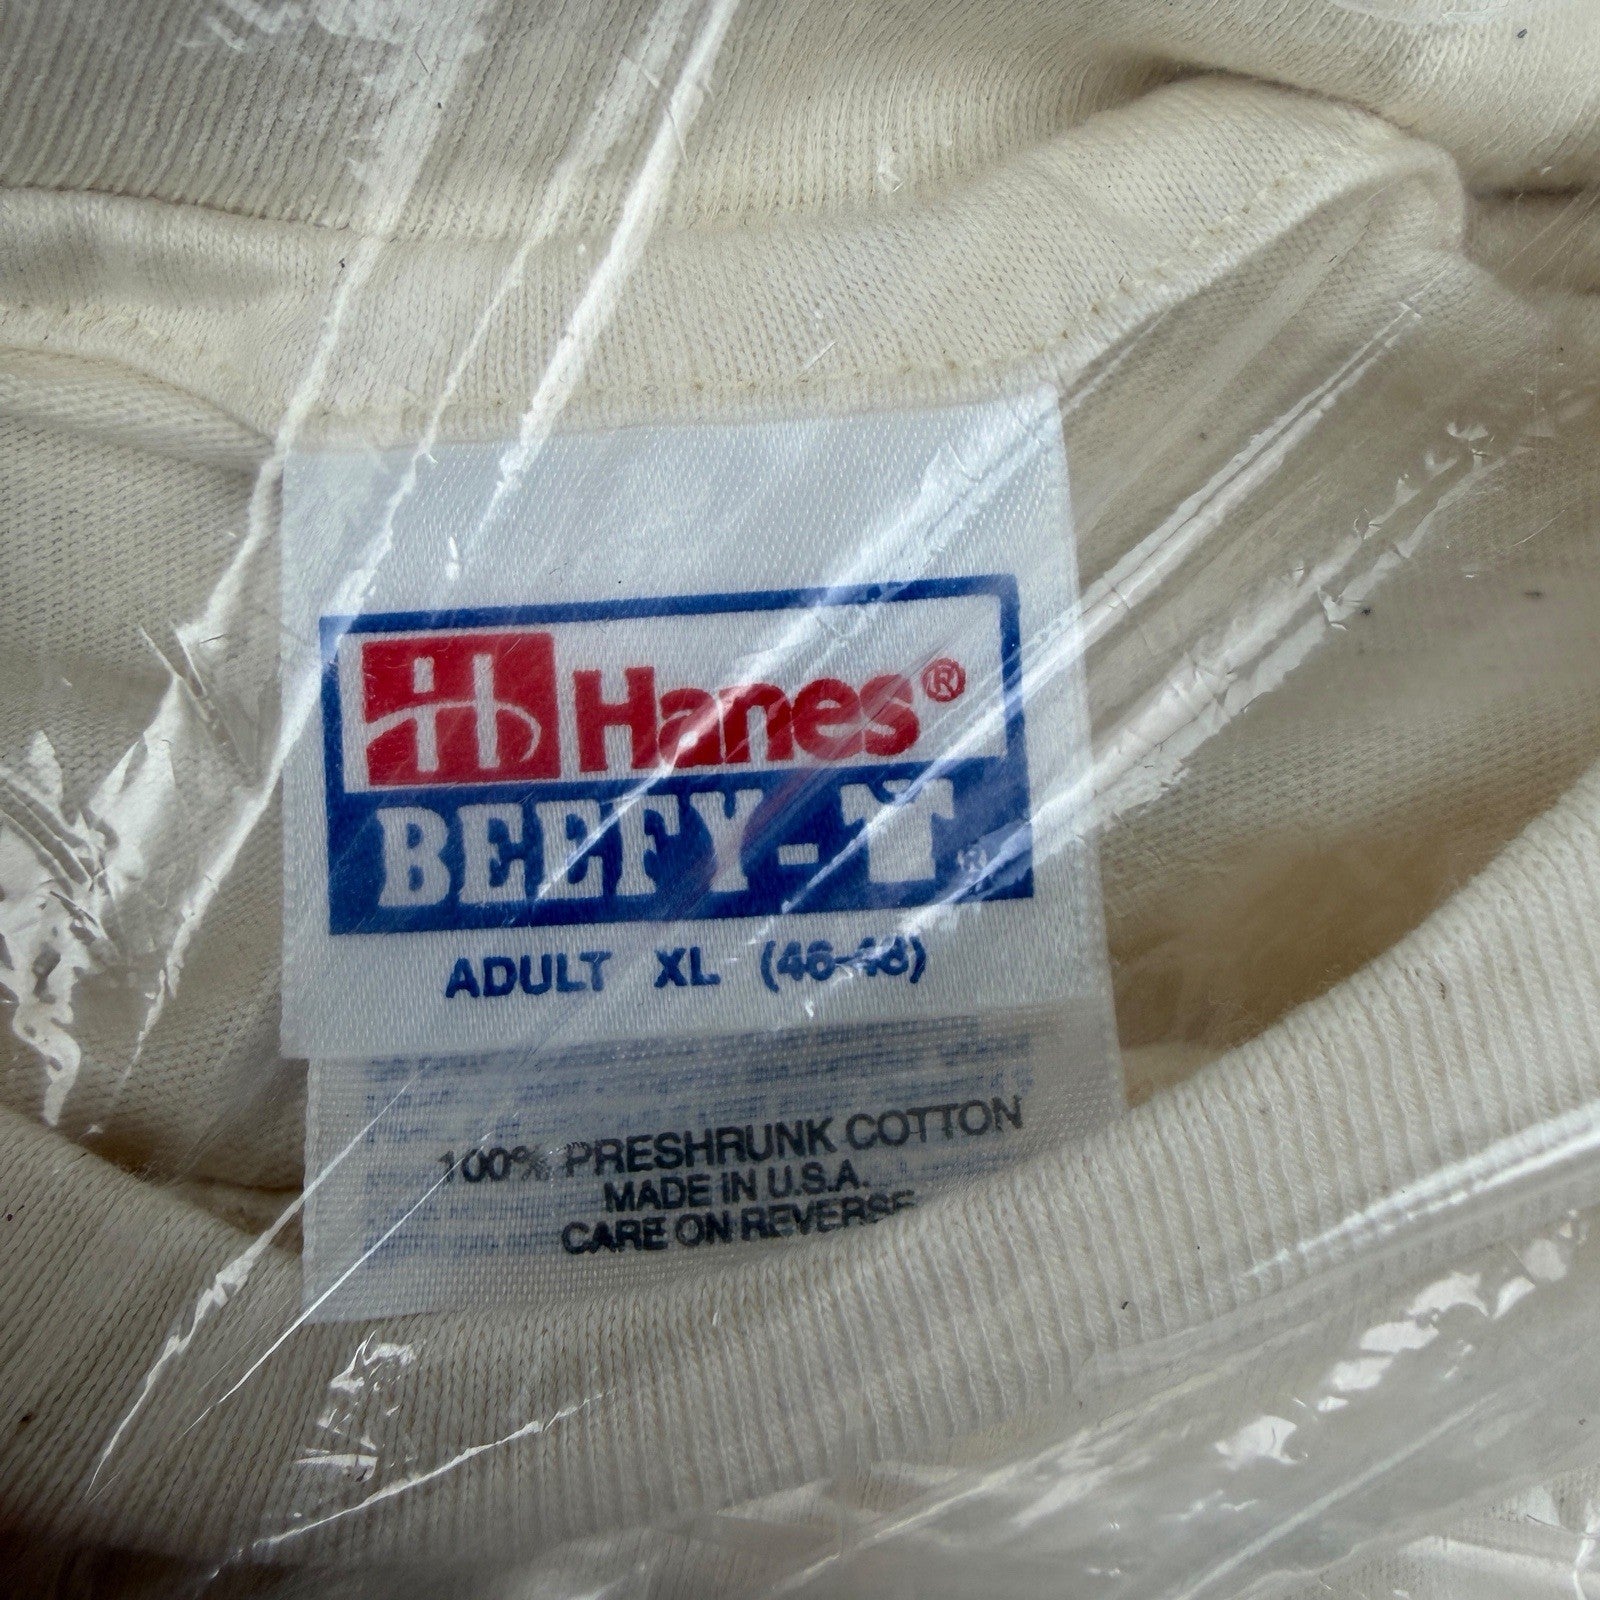 Hanes®
BEEFY-T®
ADULT XL (46-48)
100% PRESHRUNK COTTON
MADE IN U.S.A.
CARE ON REVERSE